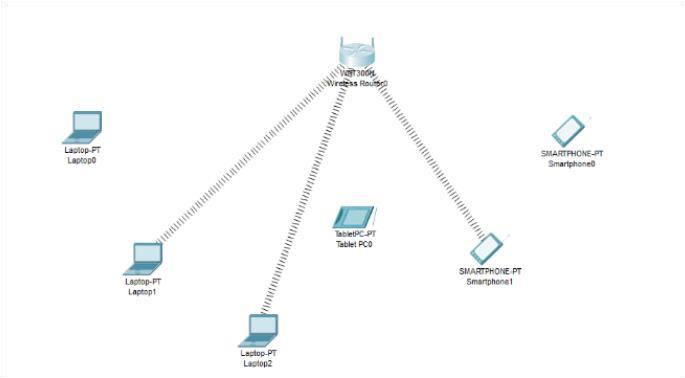 WRT300N
Wireless Router0
Laptop-PT
Laptop0
SMARTPHONE-PT
Smartphone0
TabletPC-PT
Tablet PC0
Laptop-PT
Laptop1
SMARTPHONE-PT
Smartphone1
Laptop-PT
Laptop2